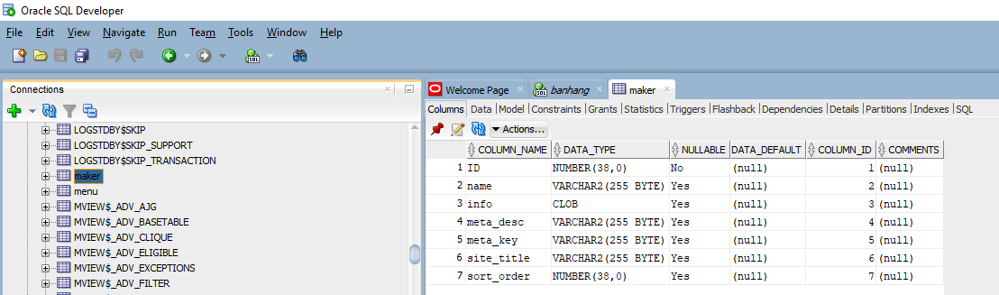 Oracle SQL Developer
File Edit View Navigate Run Team Tools Window Help
Connections
LOGSTDBY$SKIP
LOGSTDBY$SKIP_SUPPORT
LOGSTDBY$SKIP_TRANSACTION
maker
menu
MVIEW$_ADV_AJG
MVIEW$_ADV_BASETABLE
MVIEW$_ADV_CLIQUE
MVIEW$_ADV_ELIGIBLE
MVIEW$_ADV_EXCEPTIONS
MVIEW$_ADV_FILTER
Welcome Page banhang maker
Columns Data Model Constraints Grants Statistics Triggers Flashback Dependencies Details Partitions Indexes SQL
Actions...
COLUMN_NAME DATA_TYPE NULLABLE DATA_DEFAULT COLUMN_ID COMMENTS
1 ID NUMBER(38,0) No (null) 1 (null)
2 name VARCHAR2(255 BYTE) Yes (null) 2 (null)
3 info CLOB Yes (null) 3 (null)
4 meta_desc VARCHAR2(255 BYTE) Yes (null) 4 (null)
5 meta_key VARCHAR2(255 BYTE) Yes (null) 5 (null)
6 site_title VARCHAR2(255 BYTE) Yes (null) 6 (null)
7 sort_order NUMBER(38,0) Yes (null) 7 (null)